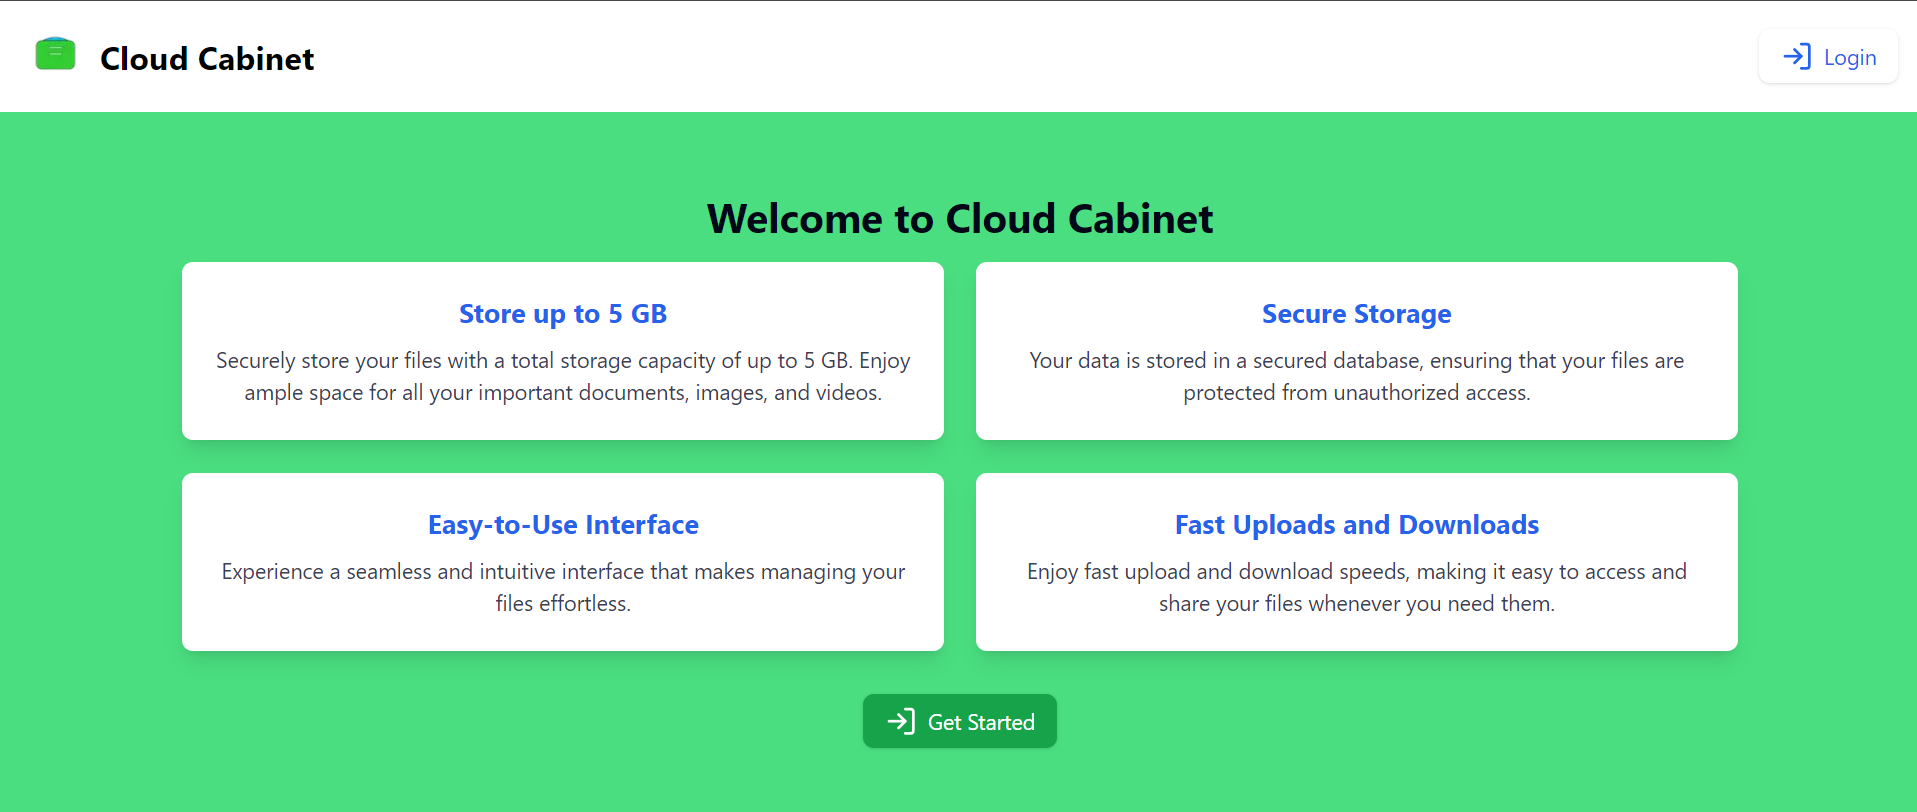 Cloud Cabinet
Login
Welcome to Cloud Cabinet
Store up to 5 GB
Securely store your files with a total storage capacity of up to 5 GB. Enjoy
ample space for all your important documents, images, and videos.
Secure Storage
Your data is stored in a secured database, ensuring that your files are
protected from unauthorized access.
Easy-to-Use Interface
Experience a seamless and intuitive interface that makes managing your
files effortless.
Fast Uploads and Downloads
Enjoy fast upload and download speeds, making it easy to access and
share your files whenever you need them.
Get Started